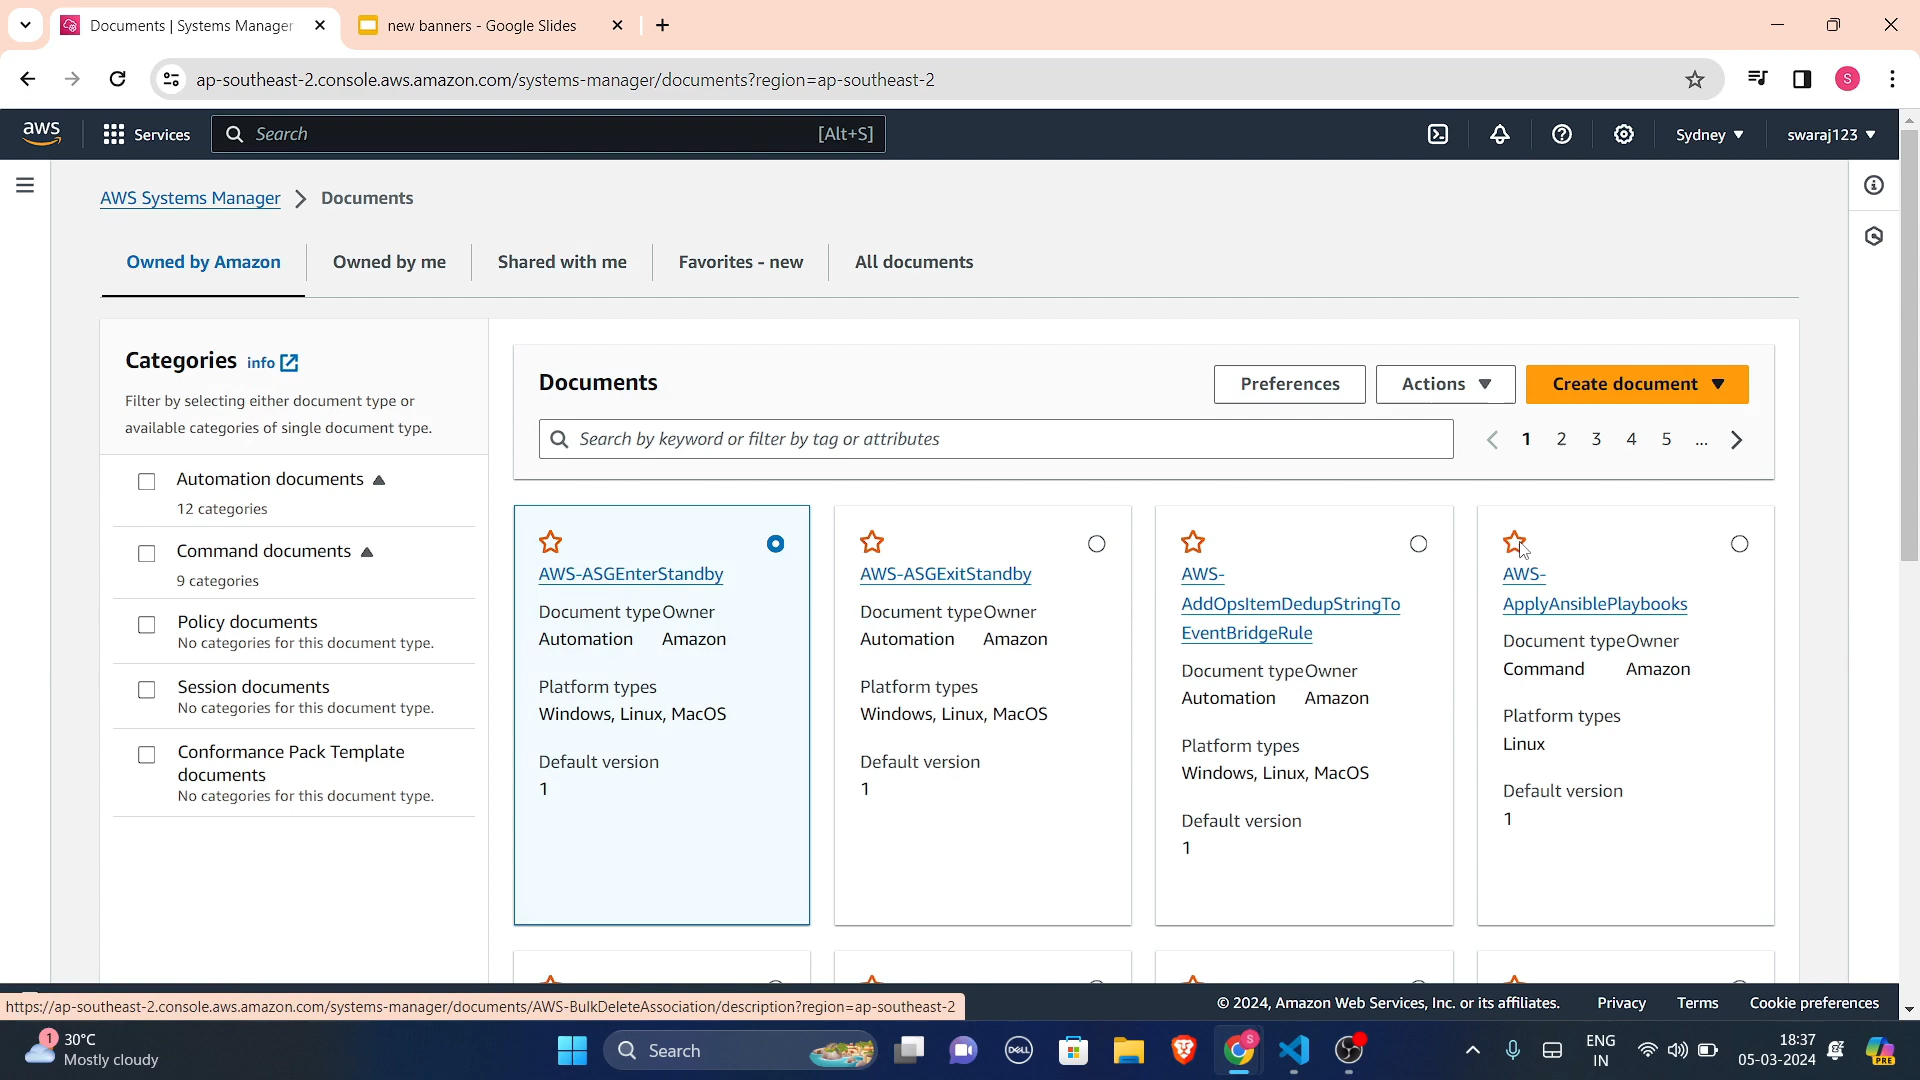 Documents | Systems Manager
new banners - Google Slides
ap-southeast-2.console.aws.amazon.com/systems-manager/documents?region=ap-southeast-2
S
aws
Services
Search [Alt+S]
Sydney
swaraj123
AWS Systems Manager > Documents
Owned by Amazon
Owned by me
Shared with me
Favorites - new
All documents
Categories info
Filter by selecting either document type or
available categories of single document type.
Automation documents
12 categories
Command documents
9 categories
Policy documents
No categories for this document type.
Session documents
No categories for this document type.
Conformance Pack Template
documents
No categories for this document type.
Documents
Preferences
Actions
Create document
Search by keyword or filter by tag or attributes
1 2 3 4 5 ...
AWS-ASGEnterStandby
Document type Owner
Automation Amazon
Platform types
Windows, Linux, MacOS
Default version
1
AWS-ASGExitStandby
Document type Owner
Automation Amazon
Platform types
Windows, Linux, MacOS
Default version
1
AWS-
AddOpsItemDedupStringTo
EventBridgeRule
Document type Owner
Automation Amazon
Platform types
Windows, Linux, MacOS
Default version
1
AWS-
ApplyAnsiblePlaybooks
Document type Owner
Command Amazon
Platform types
Linux
Default version
1
https://ap-southeast-2.console.aws.amazon.com/systems-manager/documents/AWS-BulkDeleteAssociation/description?region=ap-southeast-2
© 2024, Amazon Web Services, Inc. or its affiliates.
Privacy
Terms
Cookie preferences
1
30°C
Mostly cloudy
Search
DELL
S
ENG
IN
18:37
05-03-2024
PRE